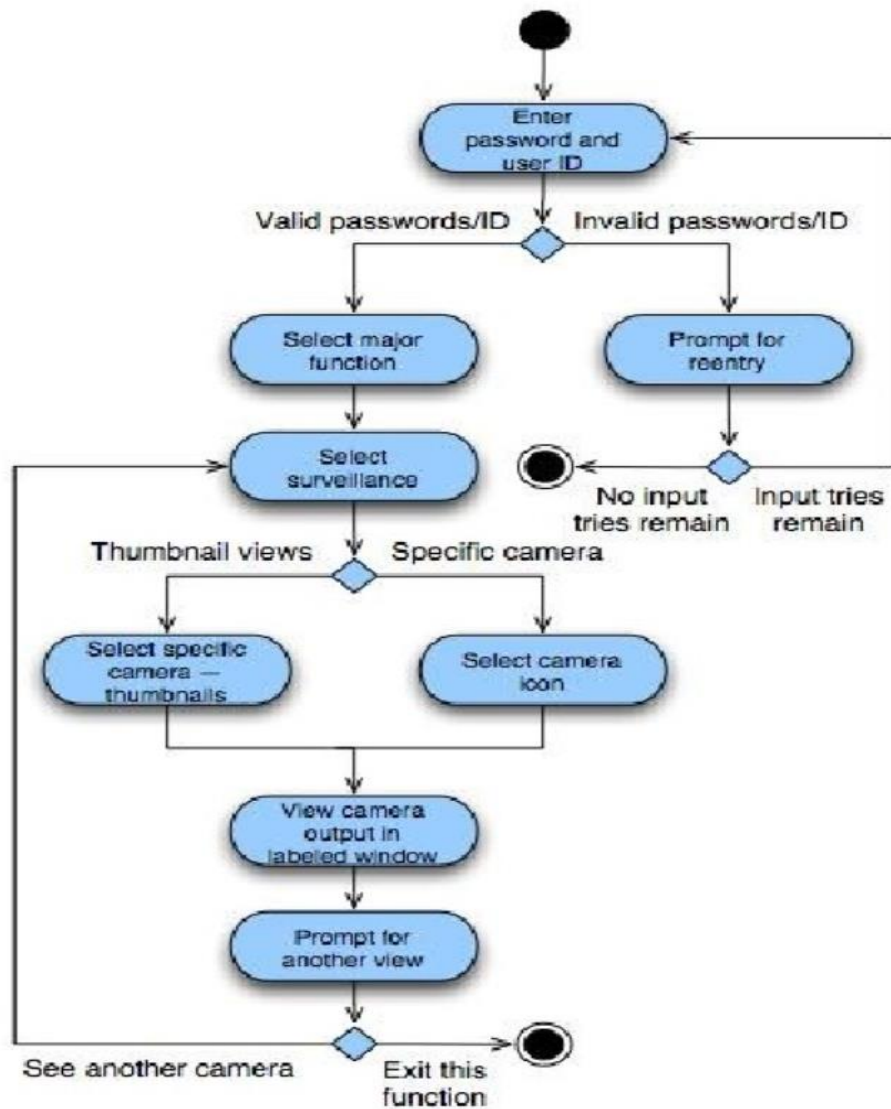 Enter
password and
user ID
Valid passwords/ID
Invalid passwords/ID
Select major
function
Prompt for
reentry
Select
surveillance
No input
tries remain
Input tries
remain
Thumbnail views
Specific camera
Select specific
camera —
thumbnails
Select camera
icon
View camera
output in
labeled window
Prompt for
another view
See another camera
Exit this
function